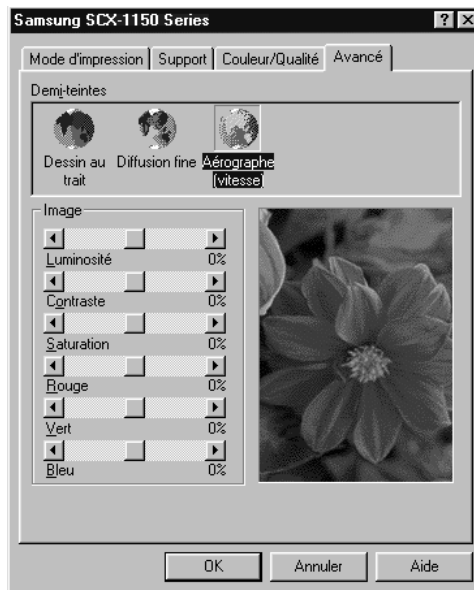 Samsung SCX-1150 Series
Mode d'impression Support Couleur/Qualité Avancé
Demi-teintes
Dessin au Diffusion fine Aérographe
trait (vitesse)
Image
Luminosité 0%
Contraste 0%
Saturation 0%
Rouge 0%
Vert 0%
Bleu 0%
OK Annuler Aide